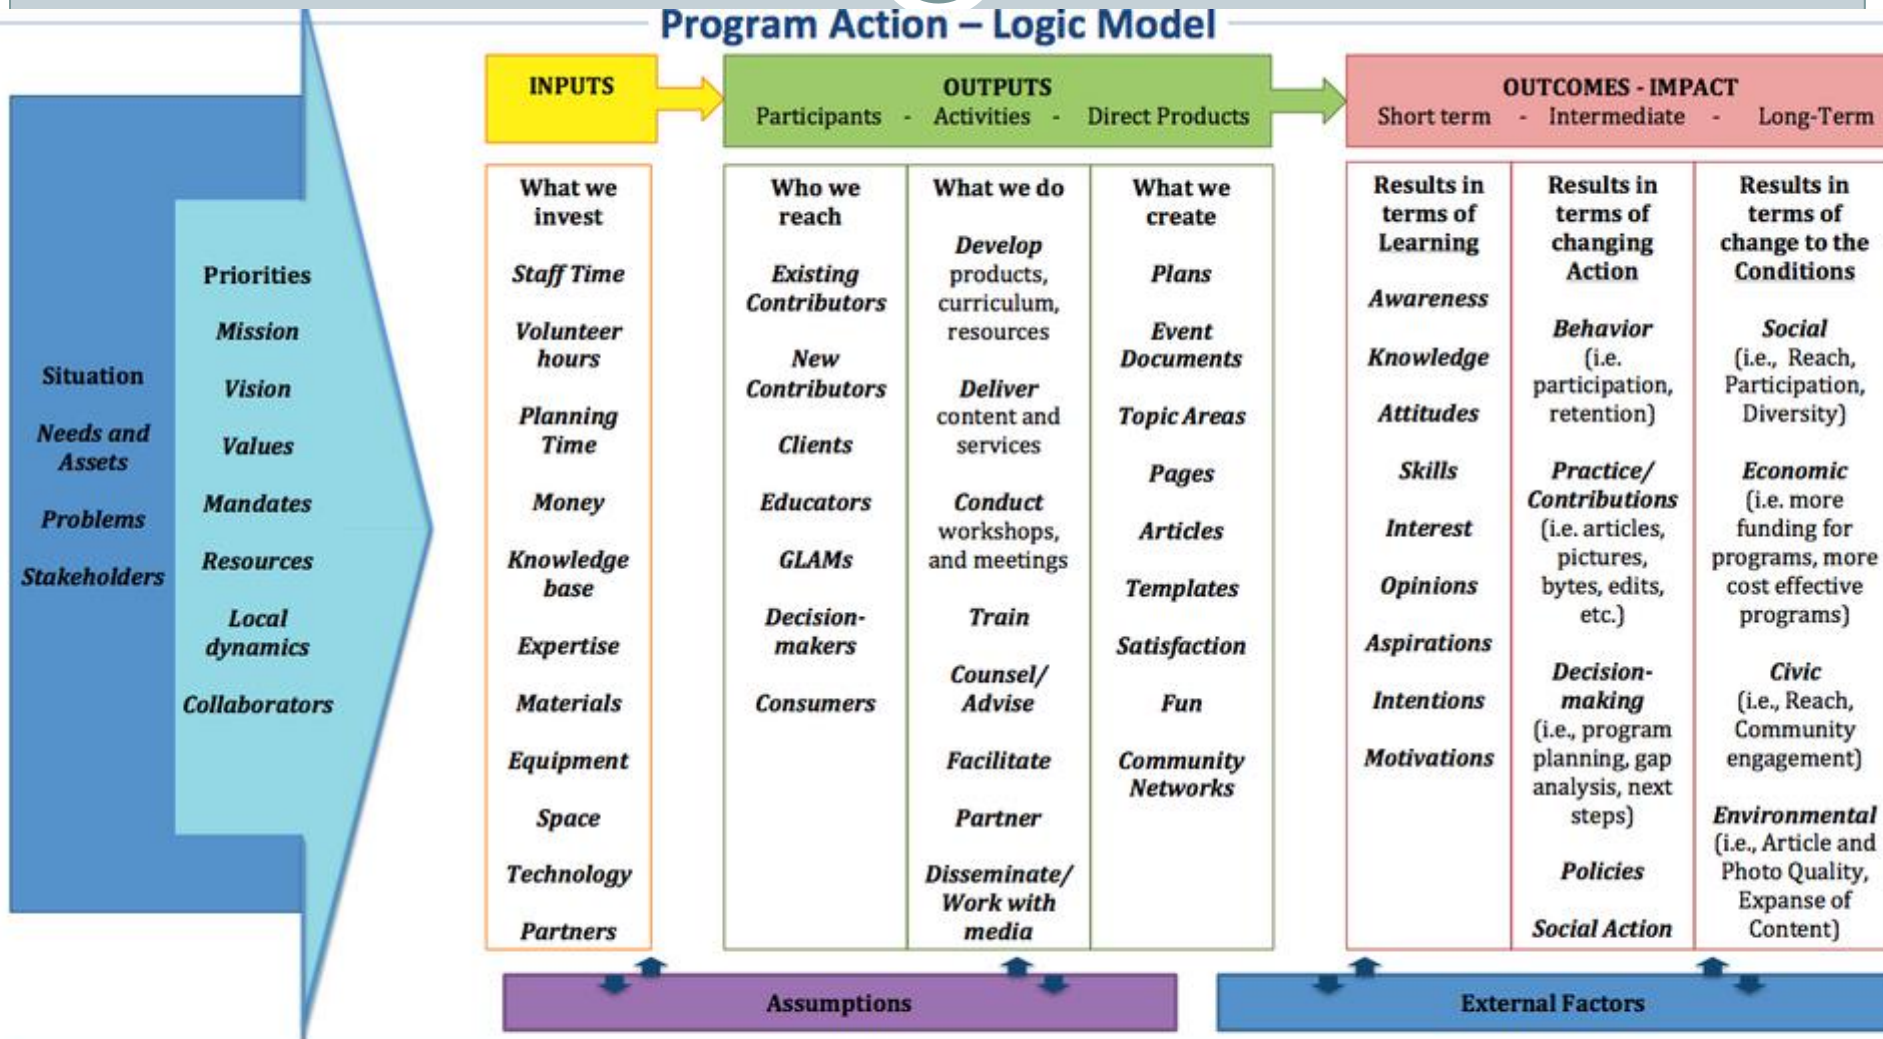 Program Action – Logic Model
Situation
Needs and
Assets
Problems
Stakeholders
Priorities
Mission
Vision
Values
Mandates
Resources
Local
dynamics
Collaborators
INPUTS
What we
invest
Staff Time
Volunteer
hours
Planning
Time
Money
Knowledge
base
Expertise
Materials
Equipment
Space
Technology
Partners
OUTPUTS
Participants - Activities - Direct Products
Who we
reach
Existing
Contributors
New
Contributors
Clients
Educators
GLAMs
Decision-
makers
Consumers
What we do
Develop
products,
curriculum,
resources
Deliver
content and
services
Conduct
workshops,
and meetings
Train
Counsel/
Advise
Facilitate
Partner
Disseminate/
Work with
media
What we
create
Plans
Event
Documents
Topic Areas
Pages
Articles
Templates
Satisfaction
Fun
Community
Networks
OUTCOMES - IMPACT
Short term - Intermediate - Long-Term
Results in
terms of
Learning
Awareness
Knowledge
Attitudes
Skills
Interest
Opinions
Aspirations
Intentions
Motivations
Results in
terms of
changing
Action
Behavior
(i.e.
participation,
retention)
Practice/
Contributions
(i.e. articles,
pictures,
bytes, edits,
etc.)
Decision-
making
(i.e., program
planning, gap
analysis, next
steps)
Policies
Social Action
Results in
terms of
change to the
Conditions
Social
(i.e., Reach,
Participation,
Diversity)
Economic
(i.e. more
funding for
programs, more
cost effective
programs)
Civic
(i.e., Reach,
Community
engagement)
Environmental
(i.e., Article and
Photo Quality,
Expanse of
Content)
Assumptions
External Factors